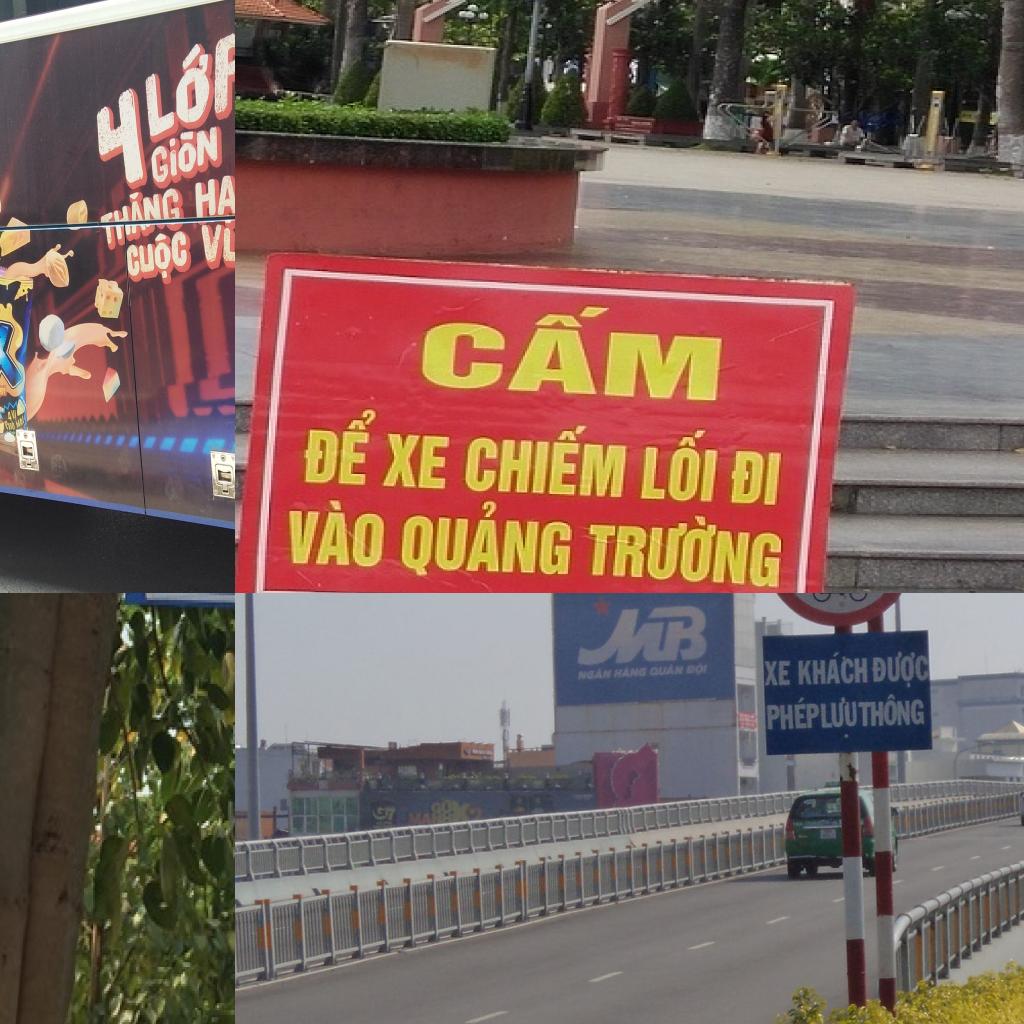 4 LỚP
GIÒN
THĂNG HA
CUỘC VU
CẤM
ĐỂ XE CHIẾM LỐI ĐI
VÀO QUẢNG TRƯỜNG
MB
NGÂN HÀNG QUÂN ĐỘI
XE KHÁCH ĐƯỢC
PHÉP LƯU THÔNG